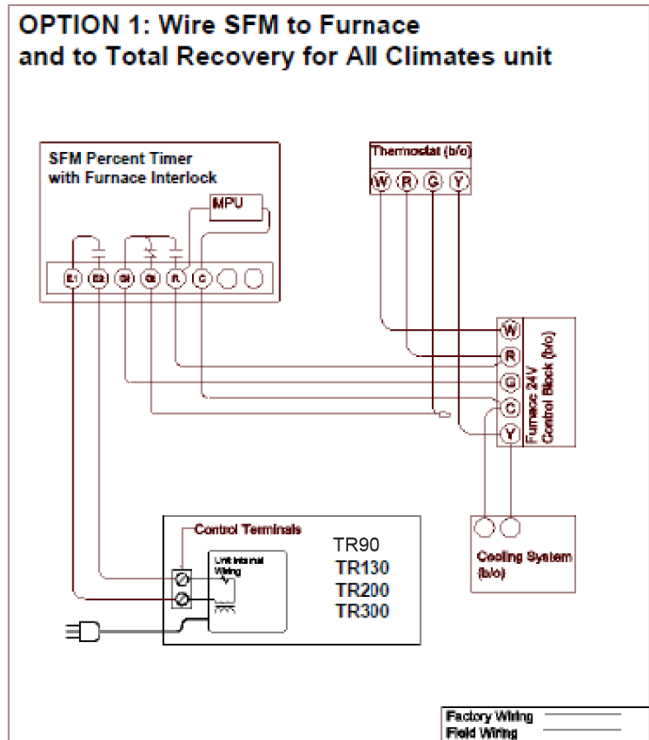 OPTION 1: Wire SFM to Furnace
and to Total Recovery for All Climates unit
SFM Percent Timer
with Furnace Interlock
MPU
E1 E2 G1 G2 R C
Thermostat (b/o)
W R G Y
W
R
G
C
Y
Furnace 24V
Control Block (b/o)
Control Terminals
Unit Internal
Wiring
TR90
TR130
TR200
TR300
Cooling System
(b/o)
Factory Wiring
Field Wiring